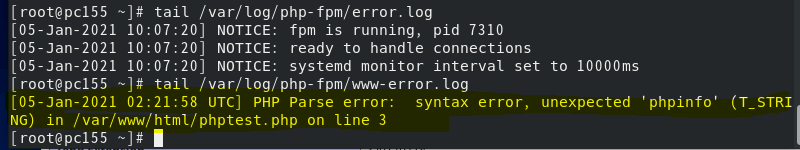 [root@pc155 ~]# tail /var/log/php-fpm/error.log
[05-Jan-2021 10:07:20] NOTICE: fpm is running, pid 7310
[05-Jan-2021 10:07:20] NOTICE: ready to handle connections
[05-Jan-2021 10:07:20] NOTICE: systemd monitor interval set to 10000ms
[root@pc155 ~]# tail /var/log/php-fpm/www-error.log
[05-Jan-2021 02:21:58 UTC] PHP Parse error:  syntax error, unexpected 'phpinfo' (T_STRI
NG) in /var/www/html/phptest.php on line 3
[root@pc155 ~]#